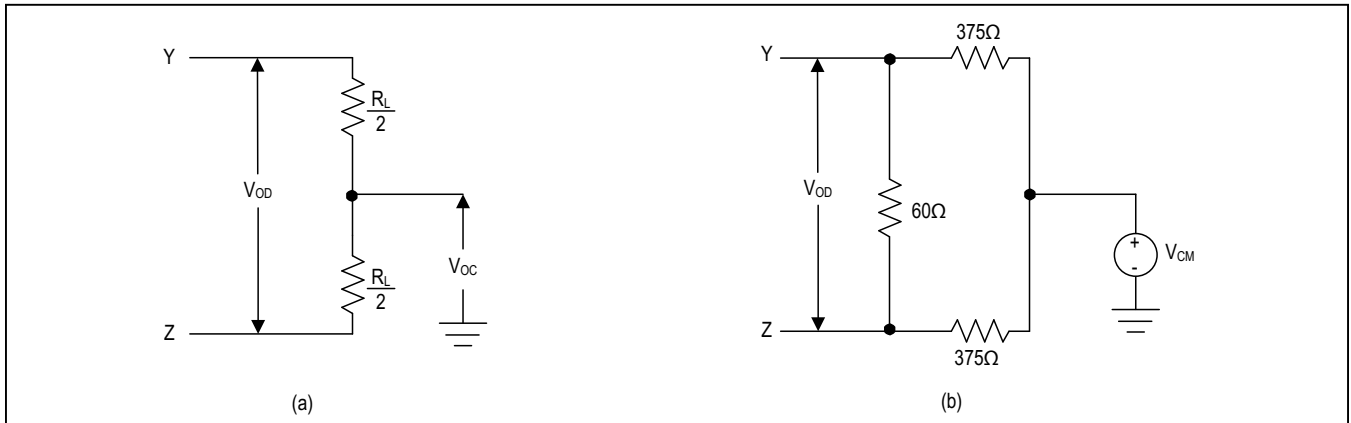 Y
R_L
2
V_OD
V_OC
R_L
2
Z
(a)
375Ω
Y
V_OD
60Ω
+
-
V_CM
Z
375Ω
(b)